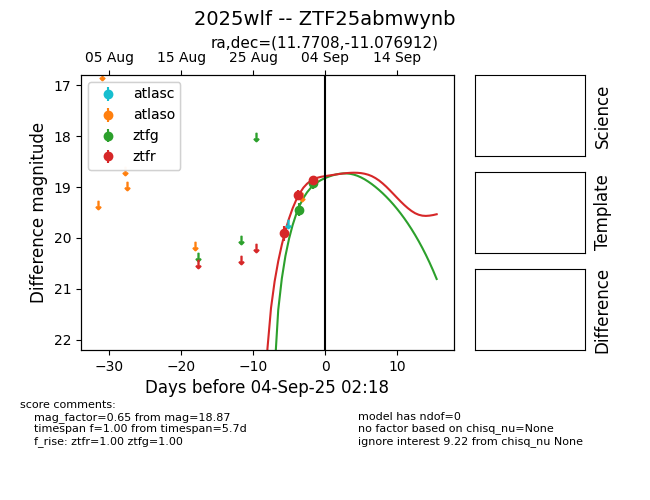 2025wlf -- ZTF25abmwynb
ra,dec=(11.7708,-11.076912)
05 Aug 15 Aug 25 Aug 04 Sep 14 Sep
17
18
19
20
21
22
Difference magnitude
atlasc
atlaso
ztfg
ztfr
−30 −20 −10 0 10
Days before 04-Sep-25 02:18
Science
Template
Difference
score comments:
mag_factor=0.65 from mag=18.87
timespan f=1.00 from timespan=5.7d
f_rise: ztfr=1.00 ztfg=1.00
model has ndof=0
no factor based on chisq_nu=None
ignore interest 9.22 from chisq_nu None